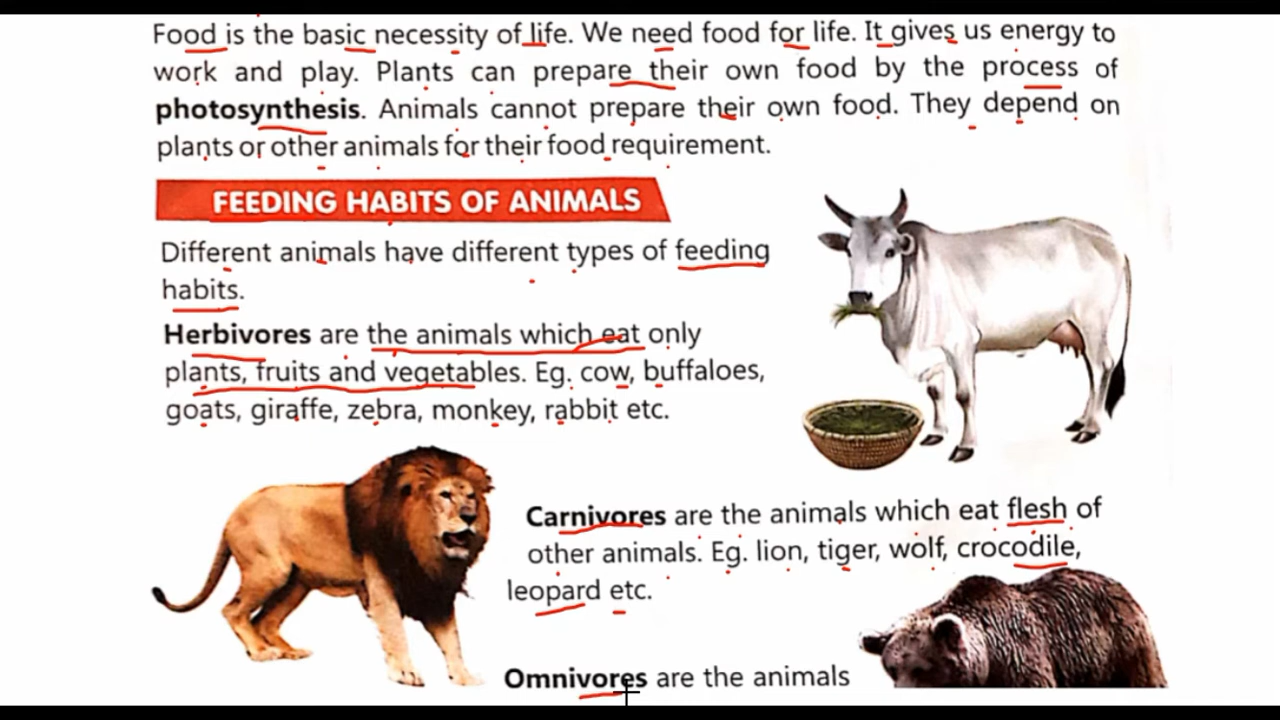 Food is the basic necessity of life. We need food for life. It gives us energy to
work and play. Plants can prepare their own food by the process of
photosynthesis. Animals cannot prepare their own food. They depend on
plants or other animals for their food requirement.
FEEDING HABITS OF ANIMALS
Different animals have different types of feeding
habits.
Herbivores are the animals which eat only
plants, fruits and vegetables. Eg. cow, buffaloes,
goats, giraffe, zebra, monkey, rabbit etc.
Carnivores are the animals which eat flesh of
other animals. Eg. lion, tiger, wolf, crocodile,
leopard etc.
Omnivores are the animals